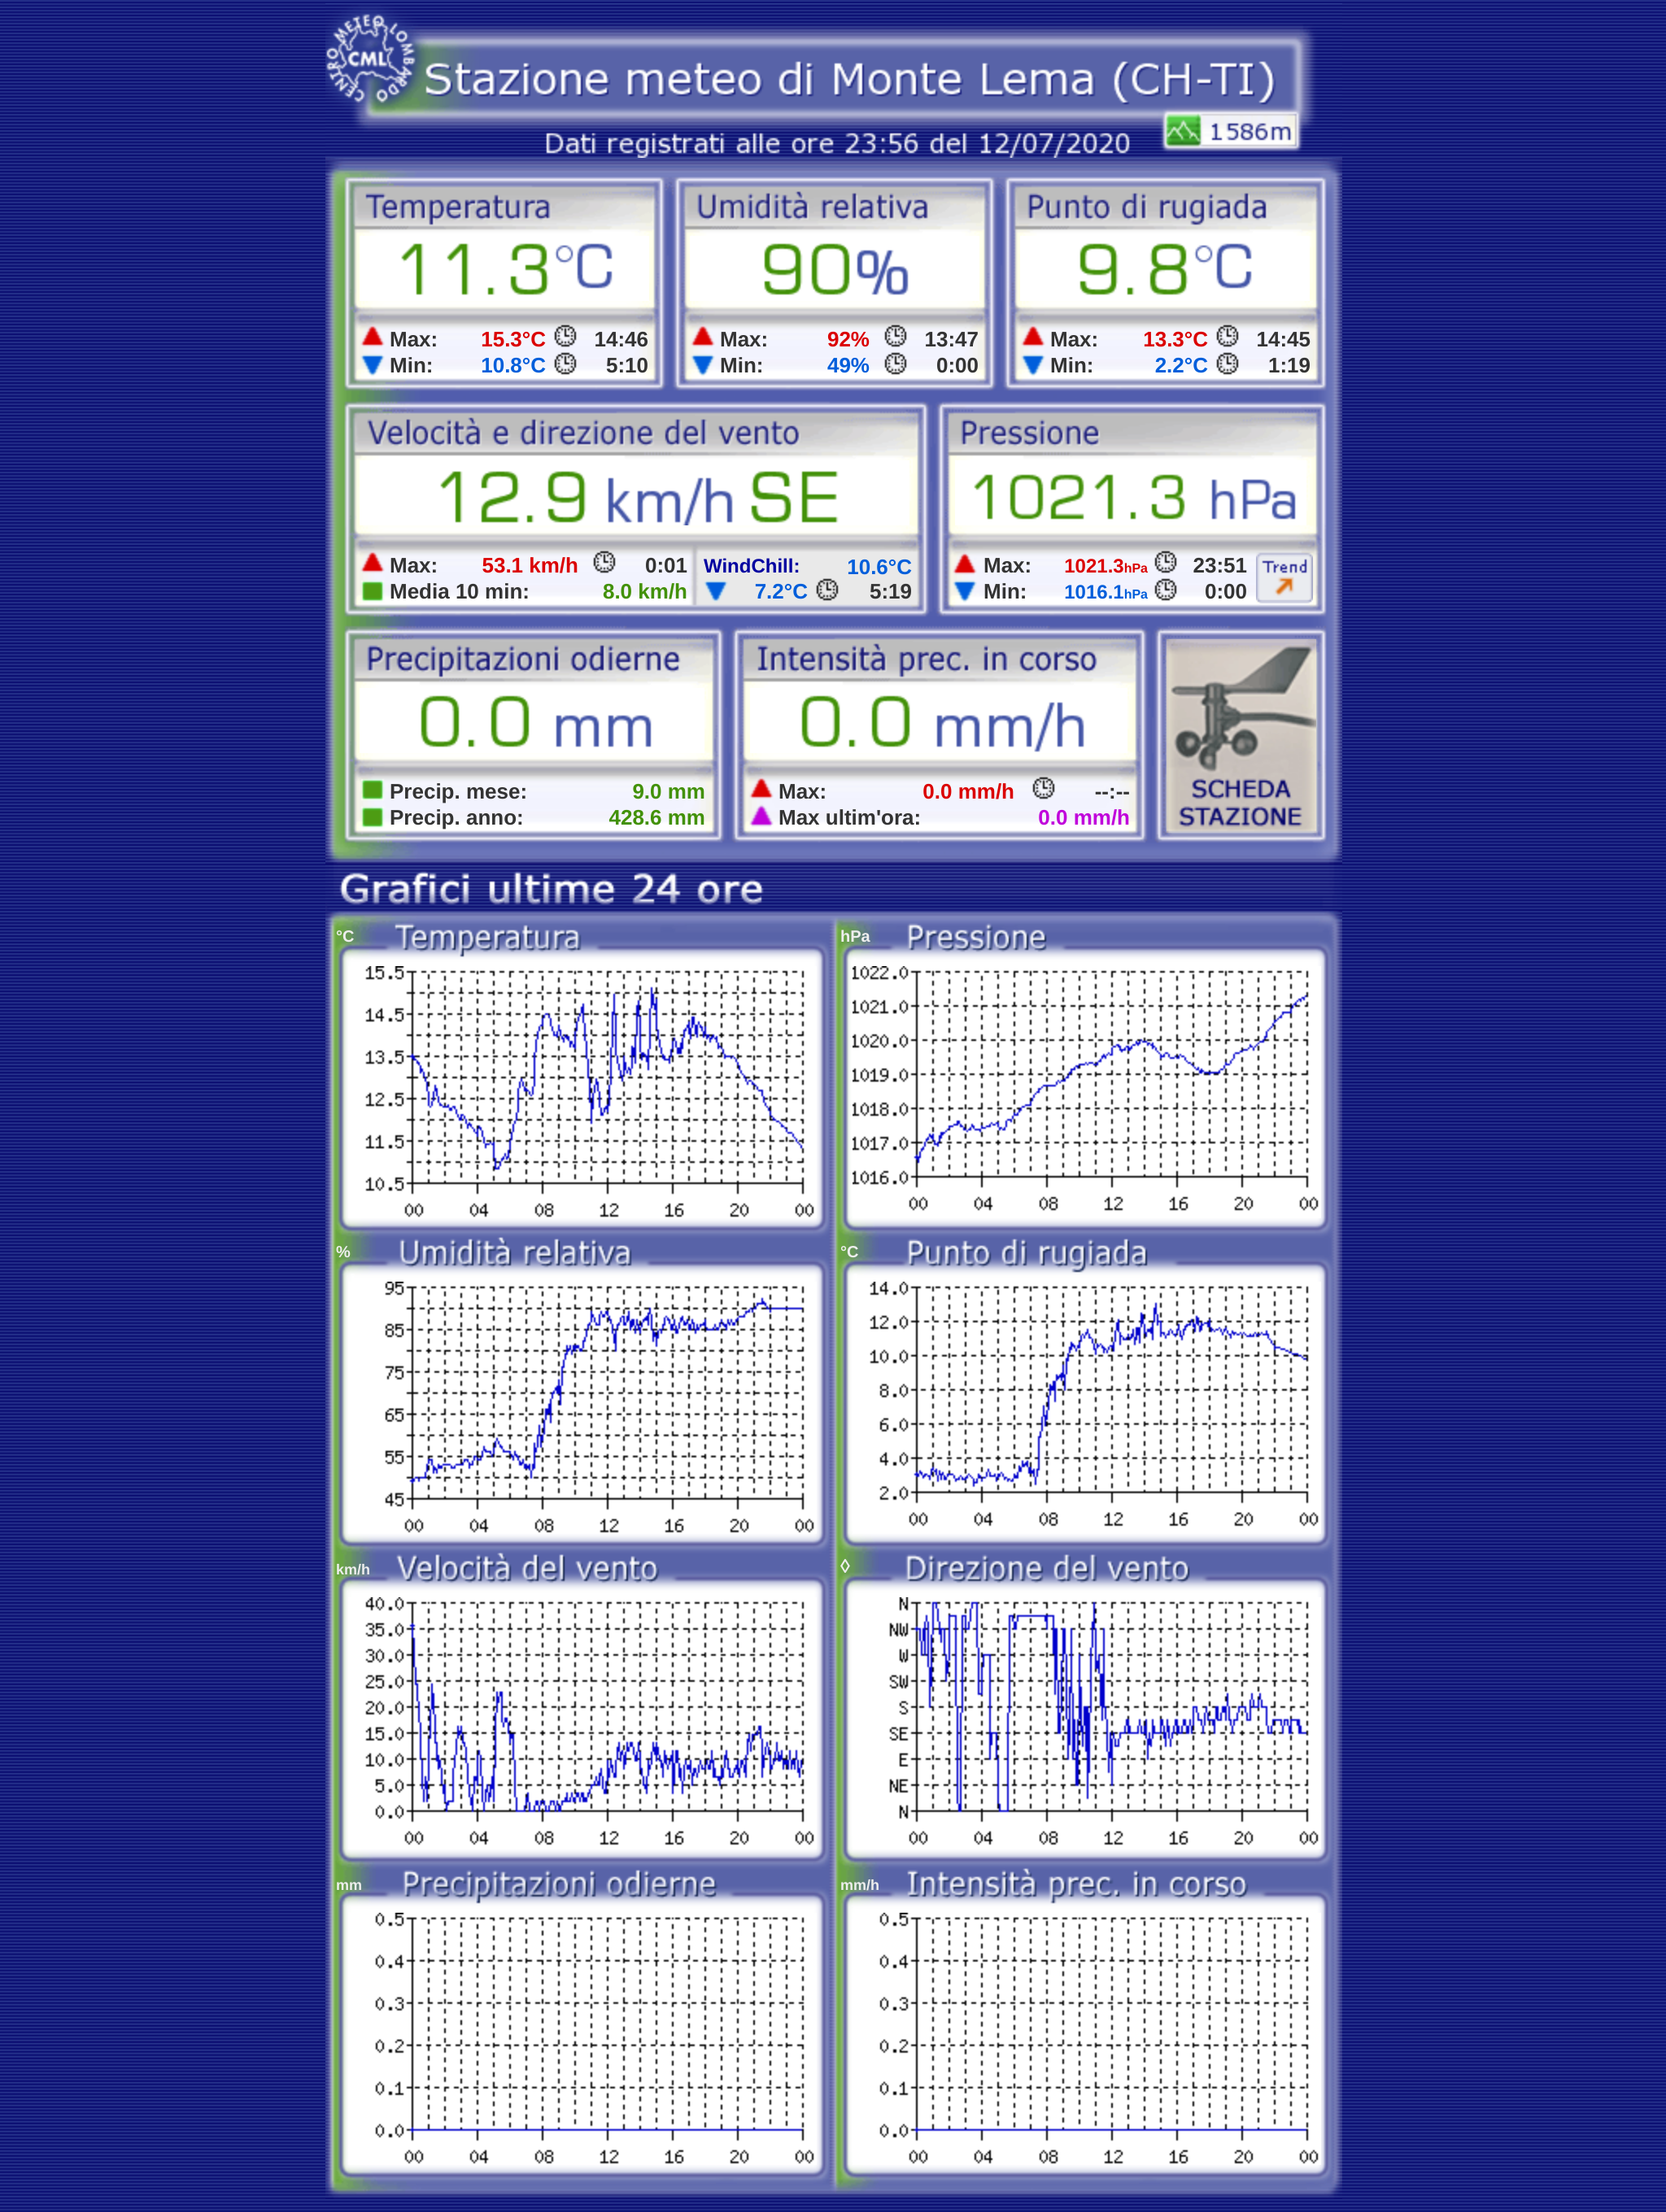 CENTRO METEO LOMBARDO
CML
Stazione meteo di Monte Lema (CH-TI)
Dati registrati alle ore 23:56 del 12/07/2020
1586m
Temperatura Umidità relativa Punto di rugiada
11.3°C 90% 9.8°C
Max: 15.3°C 14:46 Max: 92% 13:47 Max: 13.3°C 14:45
Min: 10.8°C 5:10 Min: 49% 0:00 Min: 2.2°C 1:19
Velocità e direzione del vento Pressione
12.9 km/h SE 1021.3 hPa
Max: 53.1 km/h 0:01 WindChill: 10.6°C Max: 1021.3hPa 23:51 Trend
Media 10 min: 8.0 km/h 7.2°C 5:19 Min: 1016.1hPa 0:00
Precipitazioni odierne Intensità prec. in corso
0.0 mm 0.0 mm/h
Precip. mese: 9.0 mm Max: 0.0 mm/h --:-- SCHEDA
Precip. anno: 428.6 mm Max ultim'ora: 0.0 mm/h STAZIONE
Grafici ultime 24 ore
°C Temperatura
15.5
14.5
13.5
12.5
11.5
10.5
00 04 08 12 16 20 00
hPa Pressione
1022.0
1021.0
1020.0
1019.0
1018.0
1017.0
1016.0
00 04 08 12 16 20 00
% Umidità relativa
95
85
75
65
55
45
00 04 08 12 16 20 00
°C Punto di rugiada
14.0
12.0
10.0
8.0
6.0
4.0
2.0
00 04 08 12 16 20 00
km/h Velocità del vento
40.0
35.0
30.0
25.0
20.0
15.0
10.0
5.0
0.0
00 04 08 12 16 20 00
◊ Direzione del vento
N
NW
W
SW
S
SE
E
NE
N
00 04 08 12 16 20 00
mm Precipitazioni odierne
0.5
0.4
0.3
0.2
0.1
0.0
00 04 08 12 16 20 00
mm/h Intensità prec. in corso
0.5
0.4
0.3
0.2
0.1
0.0
00 04 08 12 16 20 00